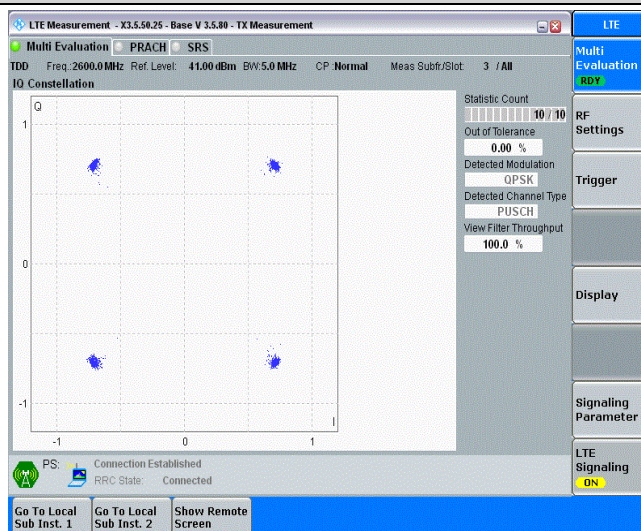 LTE Measurement - X3.5.50.25 - Base V 3.5.80 - TX Measurement
LTE
Multi Evaluation PRACH SRS
Multi
Evaluation
RDY
TDD Freq.:2600.0 MHz Ref. Level: 41.00 dBm BW:5.0 MHz CP :Normal Meas Subfr./Slot: 3 / All
IQ Constellation
Q
1
0
-1
-1 0 1
I
Statistic Count
10 / 10
Out of Tolerance
0.00 %
Detected Modulation
QPSK
Detected Channel Type
PUSCH
View Filter Throughput
100.0 %
RF
Settings
Trigger
Display
Signaling
Parameter
LTE
Signaling
ON
PS: Connection Established
RRC State: Connected
Go To Local
Sub Inst. 1
Go To Local
Sub Inst. 2
Show Remote
Screen